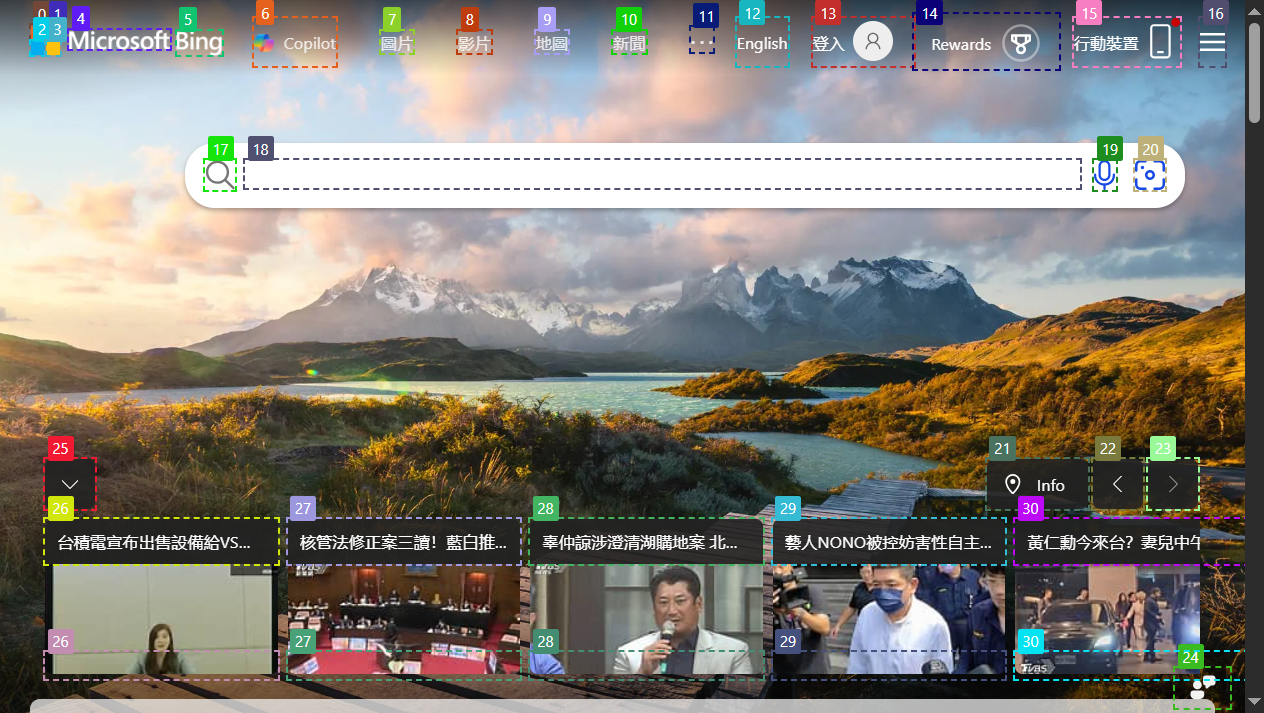 0 1
2 3 4 Microsoft 5 Bing 6 Copilot 7 圖片 8 影片 9 地圖 10 新聞 11 ... 12 English 13 登入 14 Rewards 15 行動裝置 16
17 18 19 20
25 21 Info 22 23
26 27 28 29 30
台積電宣布出售設備給VS... 核管法修正案三讀！藍白推... 辜仲諒涉澄清湖購地案 北... 藝人NONO被控妨害性自主... 黃仁勳今來台？妻兒中午
26 27 28 29 30
TVBS
24